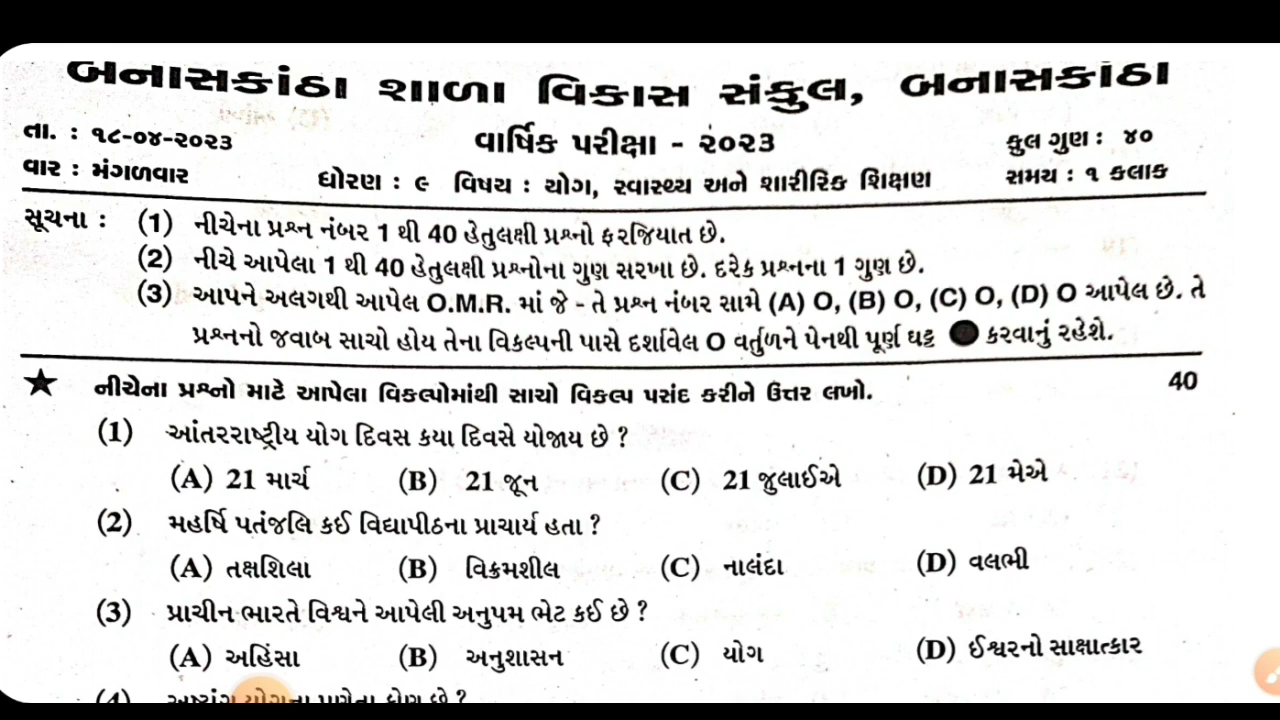 બનાસકાંઠા શાળા વિકાસ સંકુલ, બનાસકાંઠા
તા. : ૧૮-૦૪-૨૦૨૩ વાર્ષિક પરીક્ષા - ૨૦૨૩ કુલ ગુણ : ૪૦
વાર : મંગળવાર ધોરણ : ૯ વિષય : યોગ, સ્વાસ્થ્ય અને શારીરિક શિક્ષણ સમય : ૧ કલાક
સૂચના : (1) નીચેના પ્રશ્ન નંબર 1 થી 40 હેતુલક્ષી પ્રશ્નો ફરજિયાત છે.
(2) નીચે આપેલા 1 થી 40 હેતુલક્ષી પ્રશ્નોના ગુણ સરખા છે. દરેક પ્રશ્નના 1 ગુણ છે.
(3) આપને અલગથી આપેલ O.M.R. માં જે - તે પ્રશ્ન નંબર સામે (A) O, (B) O, (C) O, (D) O આપેલ છે. તે
પ્રશ્નનો જવાબ સાચો હોય તેના વિકલ્પની પાસે દર્શાવેલ O વર્તુળને પેનથી પૂર્ણ ઘટ્ટ ● કરવાનું રહેશે.
★ નીચેના પ્રશ્નો માટે આપેલા વિકલ્પોમાંથી સાચો વિકલ્પ પસંદ કરીને ઉત્તર લખો. 40
(1) આંતરરાષ્ટ્રીય યોગ દિવસ કયા દિવસે યોજાય છે ?
(A) 21 માર્ચ (B) 21 જૂન (C) 21 જુલાઈએ (D) 21 મેએ
(2) મહર્ષિ પતંજલિ કઈ વિદ્યાપીઠના પ્રાચાર્ય હતા ?
(A) તક્ષશિલા (B) વિક્રમશીલ (C) નાલંદા (D) વલભી
(3) પ્રાચીન ભારતે વિશ્વને આપેલી અનુપમ ભેટ કઈ છે ?
(A) અહિંસા (B) અનુશાસન (C) યોગ (D) ઈશ્વરનો સાક્ષાત્કાર
(4) અષ્ટાંગ યોગના પ્રણેતા કોણ છે ?